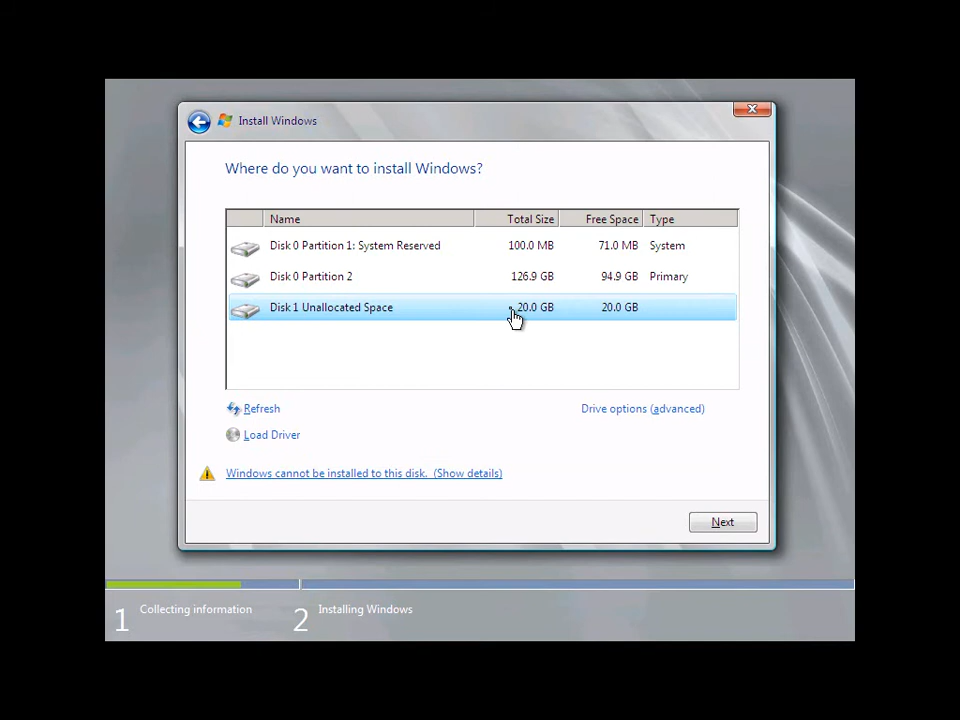 Install Windows
Where do you want to install Windows?
Name Total Size Free Space Type
Disk 0 Partition 1: System Reserved 100.0 MB 71.0 MB System
Disk 0 Partition 2 126.9 GB 94.9 GB Primary
Disk 1 Unallocated Space 20.0 GB 20.0 GB
Refresh Drive options (advanced)
Load Driver
Windows cannot be installed to this disk. (Show details)
Next
1 Collecting information 2 Installing Windows